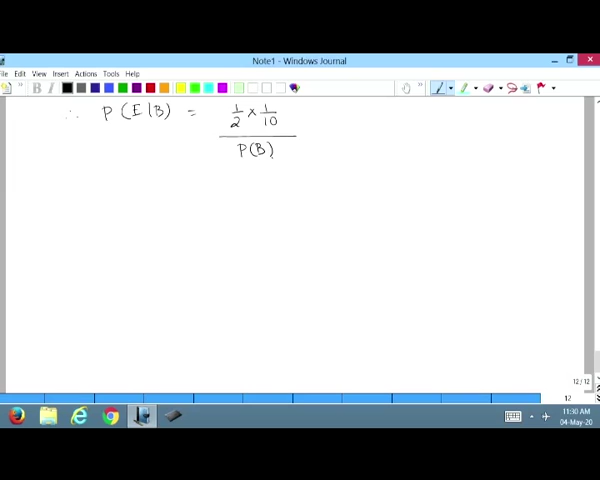 Note1 - Windows Journal
File Edit View Insert Actions Tools Help
B I
∴ P(E|B) = 1/2 × 1/10
P(B)
12 / 12
12
11:30 AM
04-May-20